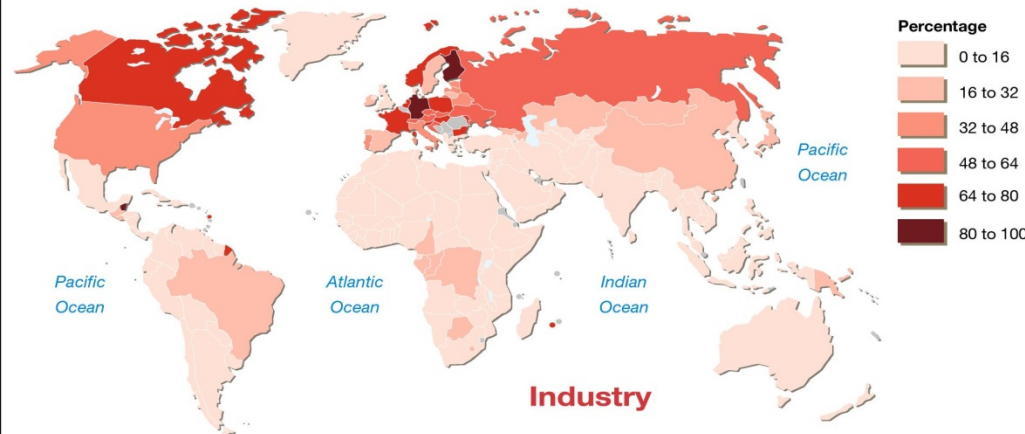 Percentage
0 to 16
16 to 32
32 to 48
48 to 64
64 to 80
80 to 100
Pacific
Ocean
Pacific
Ocean
Atlantic
Ocean
Indian
Ocean
Industry